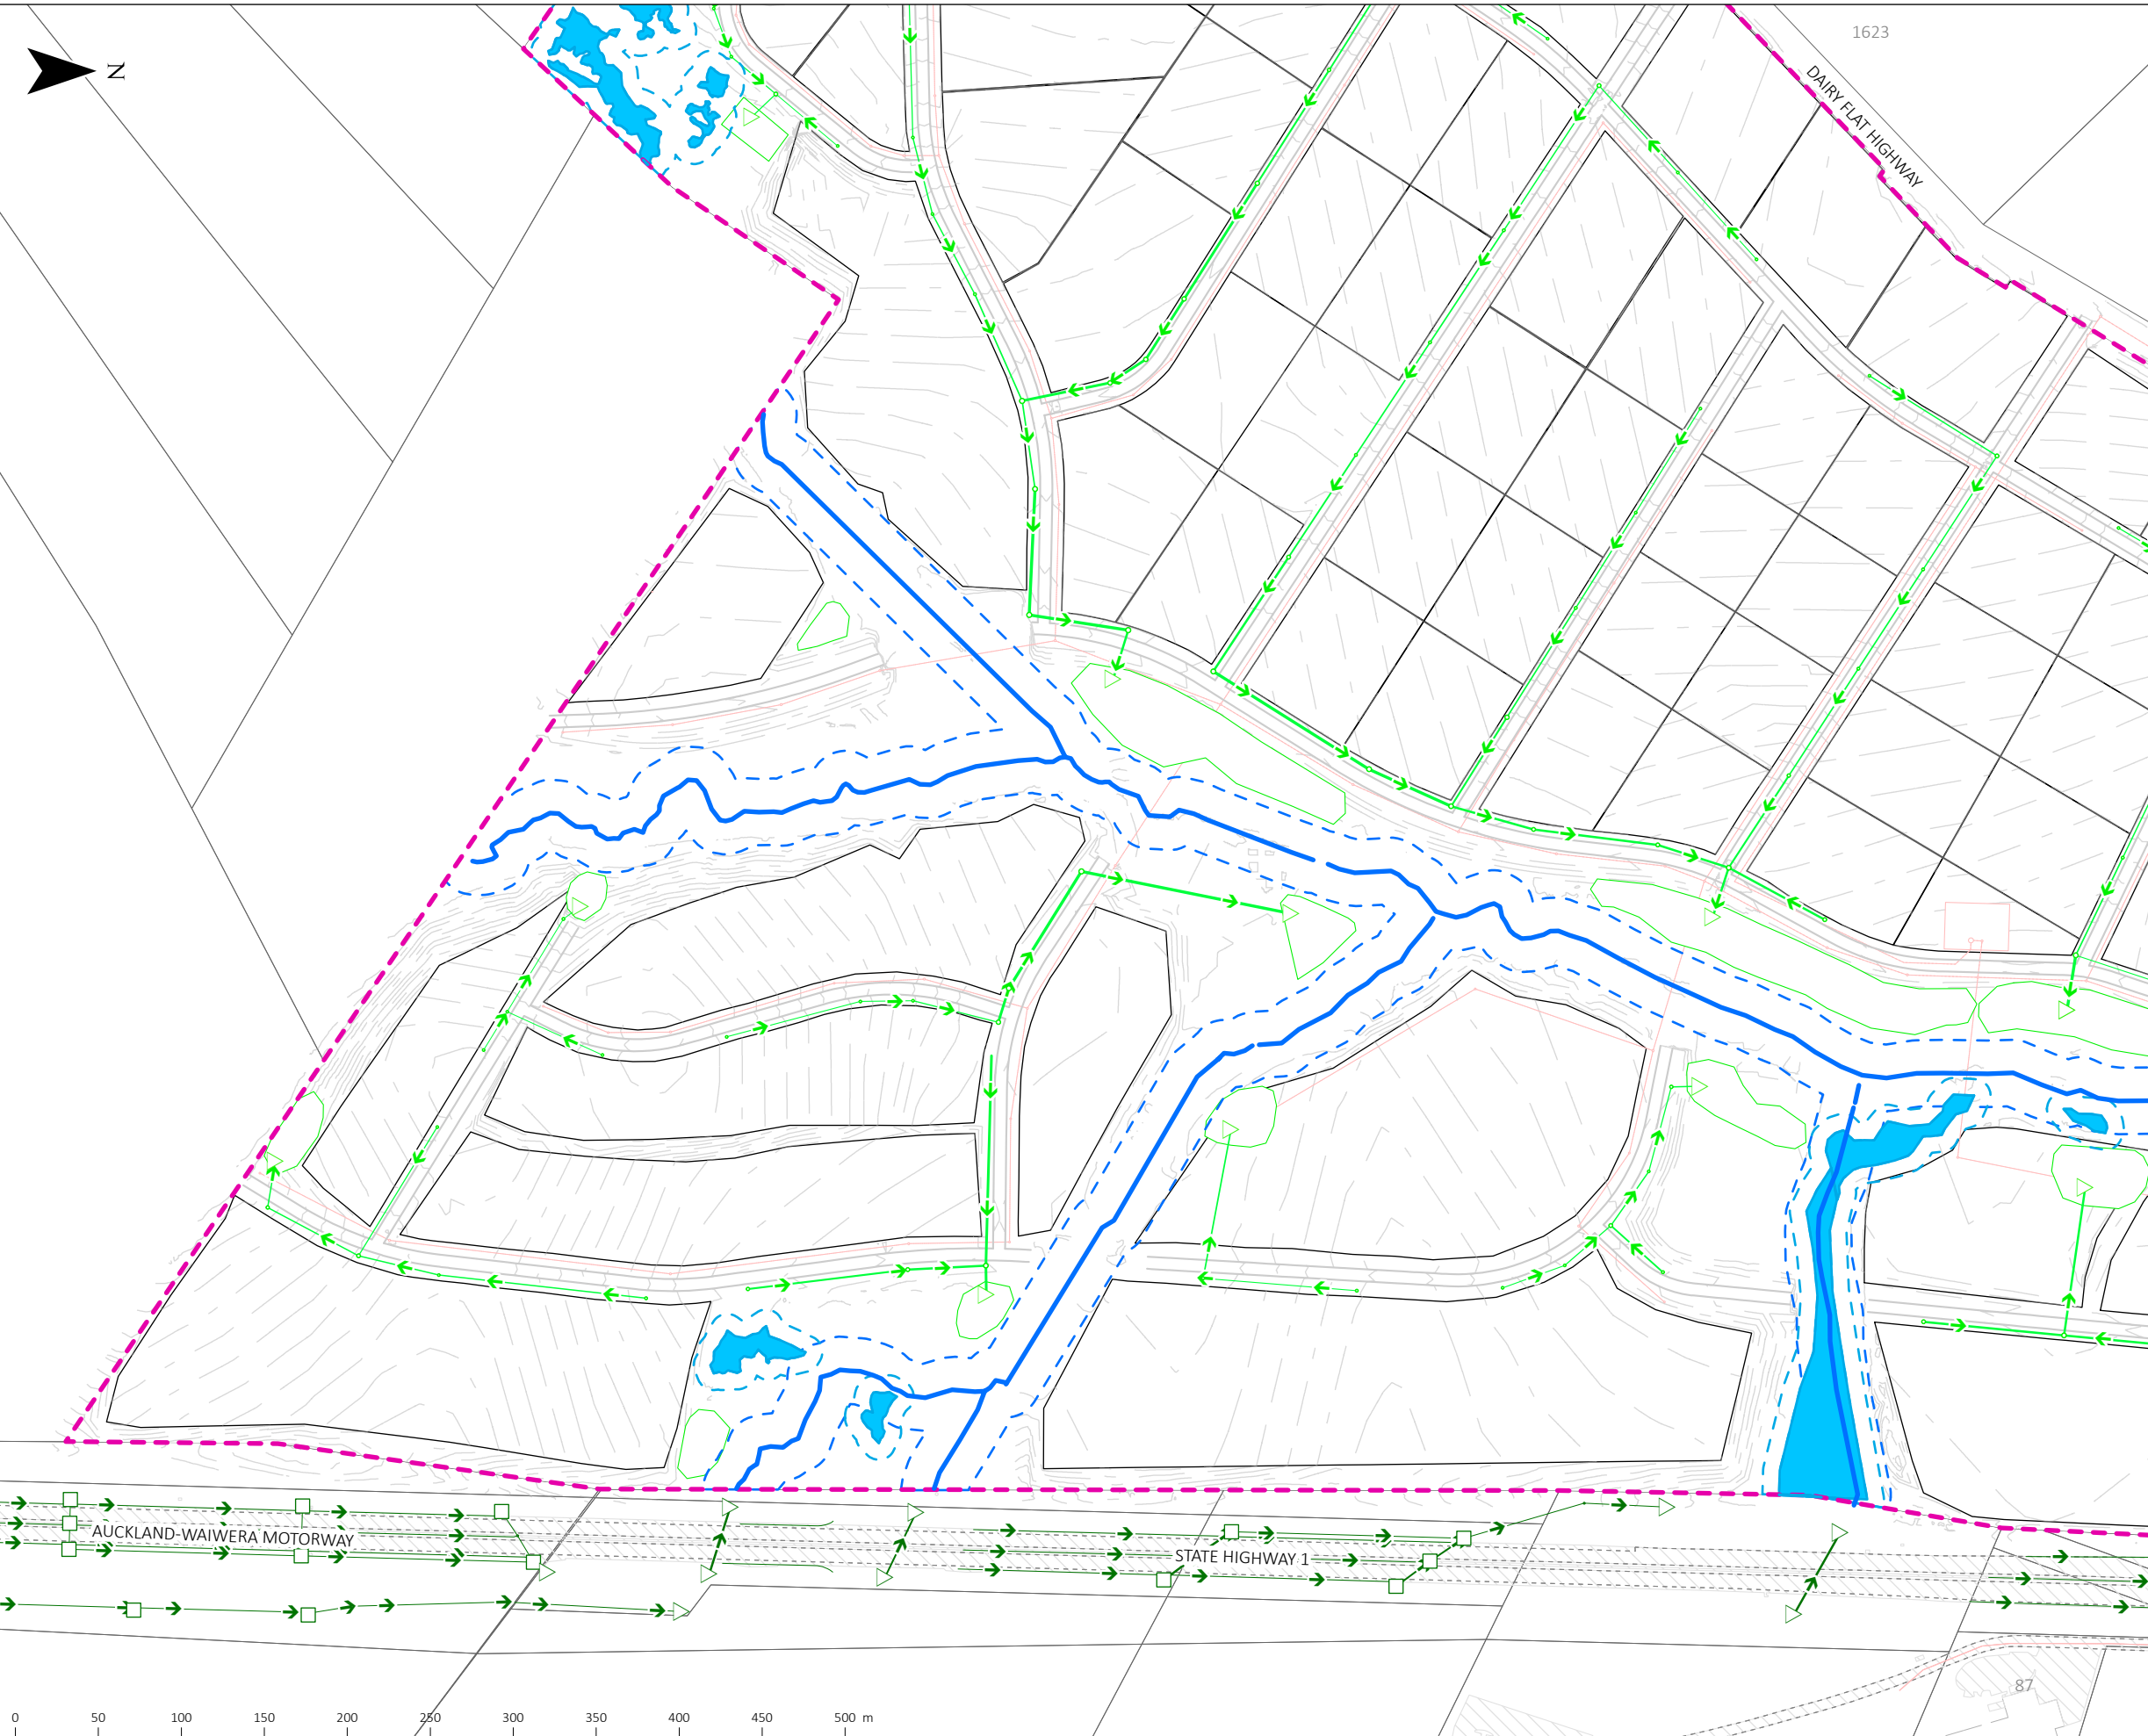 1623
N
DAIRY FLAT HIGHWAY
AUCKLAND-WAIWERA MOTORWAY
STATE HIGHWAY 1
87
0 50 100 150 200 250 300 350 400 450 500 m